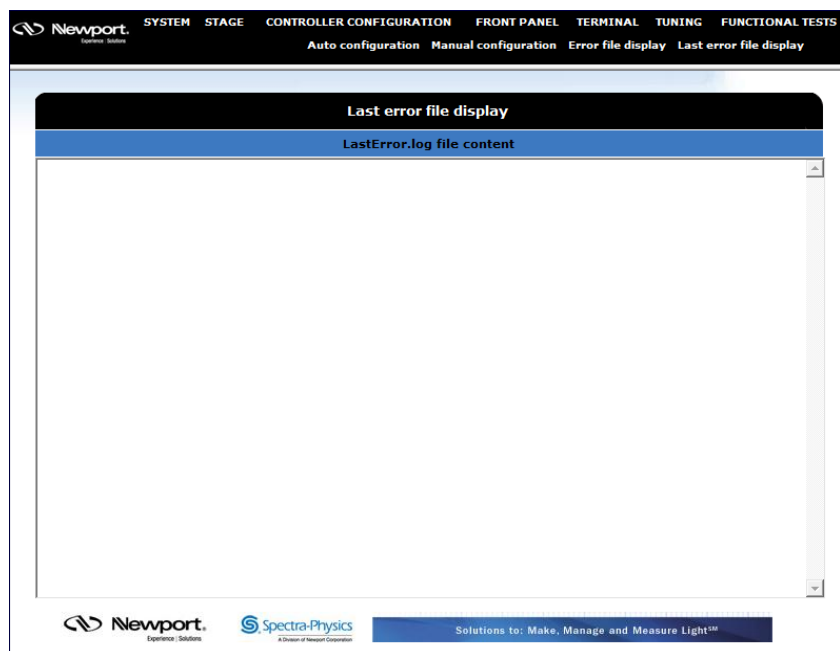 Newport.
Experience | Solutions
SYSTEM STAGE CONTROLLER CONFIGURATION FRONT PANEL TERMINAL TUNING FUNCTIONAL TESTS
Auto configuration Manual configuration Error file display Last error file display
Last error file display
LastError.log file content
Newport.
Experience | Solutions
Spectra-Physics
A Division of Newport Corporation
Solutions to: Make, Manage and Measure Light℠